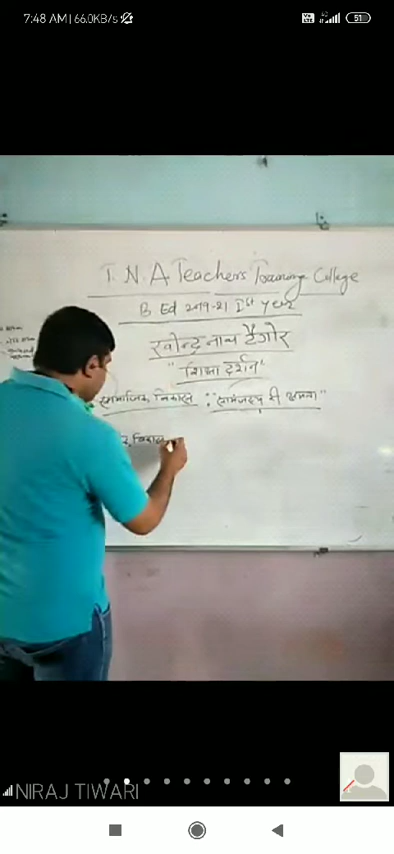 7:48 AM | 66.0KB/s
51
T.N.A Teachers Training College
B Ed 2019-21 Ist year
रवीन्द्र नाथ टैगोर
"शिक्षा दर्शन"
सामाजिक विकास : "सामंजस्य की क्षमता"
NIRAJ TIWARI